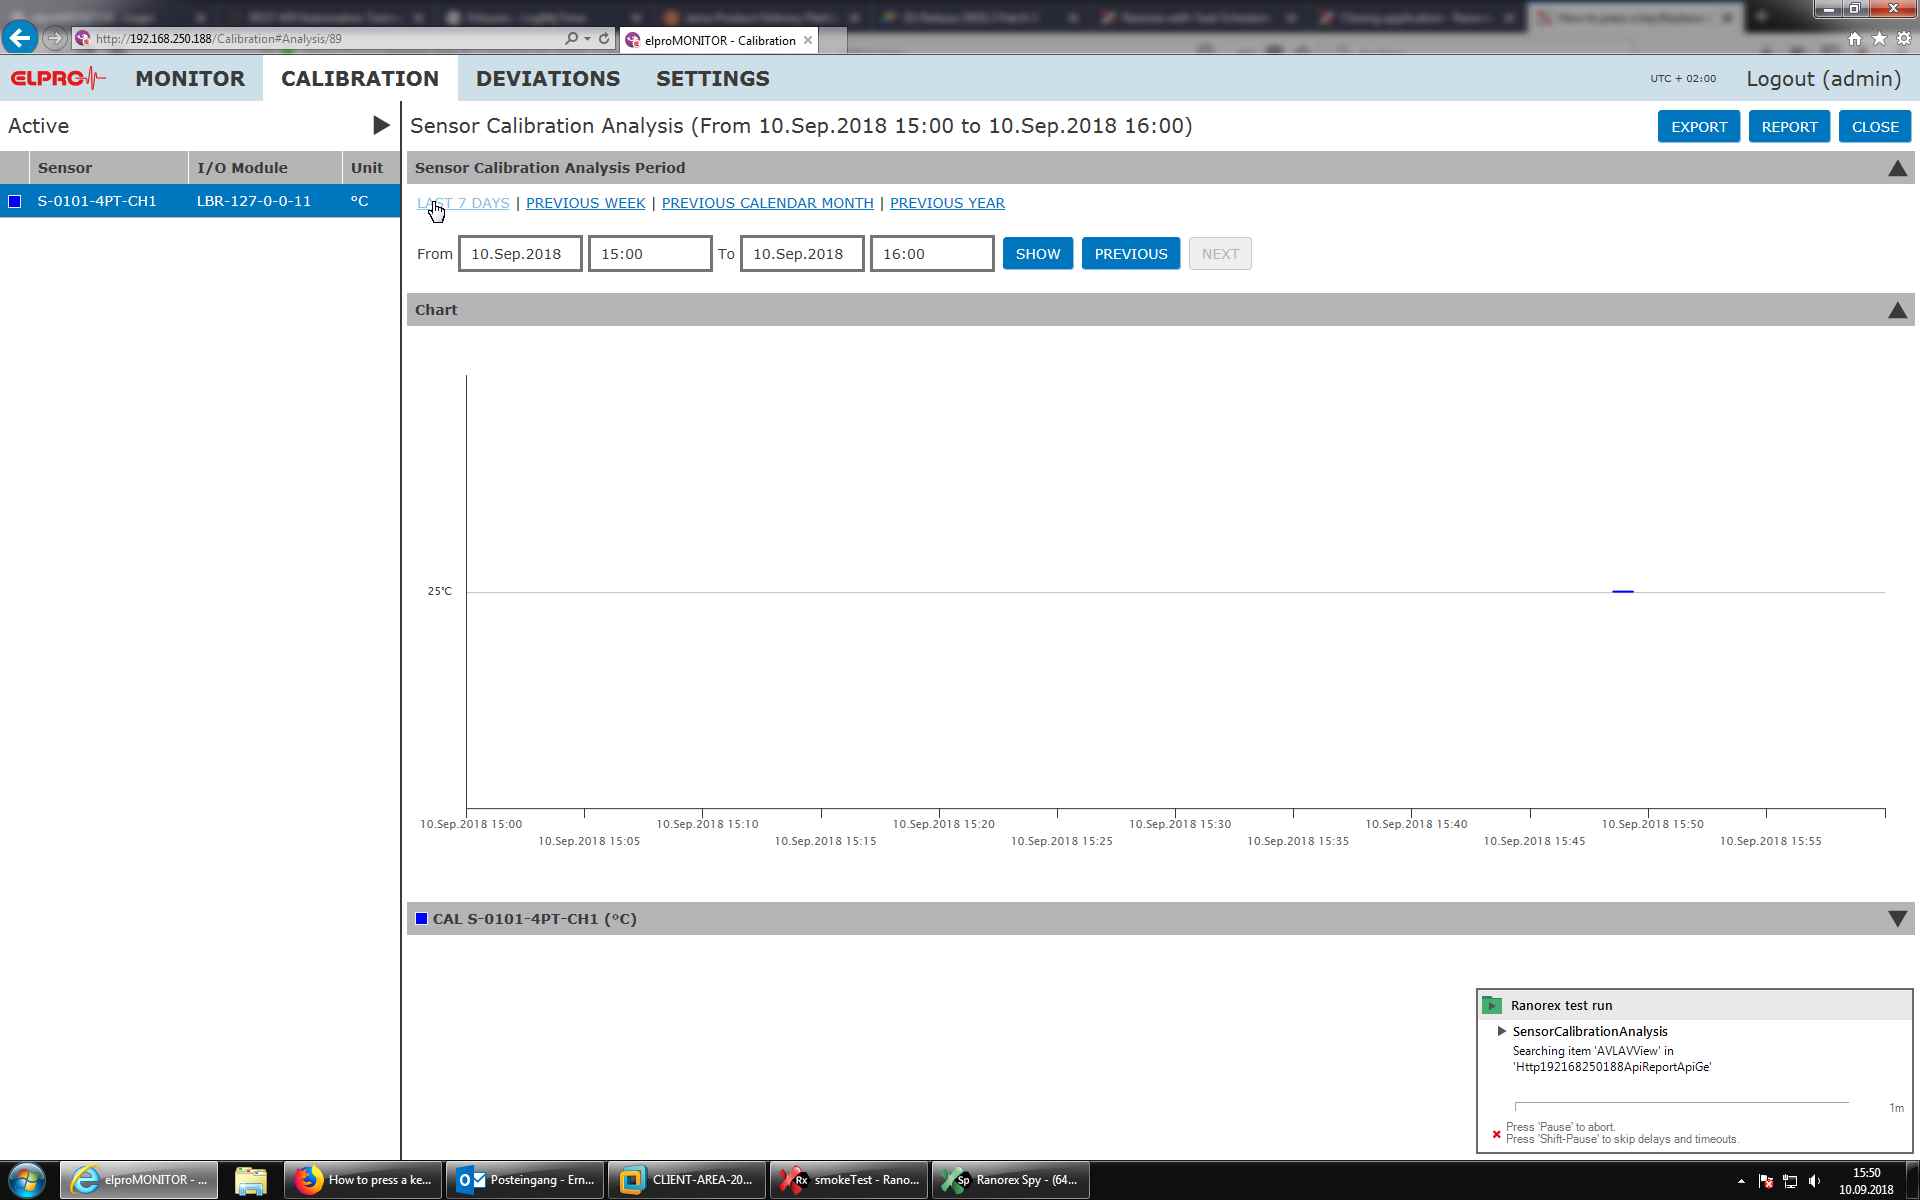 http://192.168.250.188/Calibration#Analysis/89
elproMONITOR - Calibration
ELPRO MONITOR CALIBRATION DEVIATIONS SETTINGS UTC + 02:00 Logout (admin)
Active
Sensor Calibration Analysis (From 10.Sep.2018 15:00 to 10.Sep.2018 16:00)
EXPORT REPORT CLOSE
Sensor I/O Module Unit
S-0101-4PT-CH1 LBR-127-0-0-11 °C
Sensor Calibration Analysis Period
LAST 7 DAYS | PREVIOUS WEEK | PREVIOUS CALENDAR MONTH | PREVIOUS YEAR
From 10.Sep.2018 15:00 To 10.Sep.2018 16:00 SHOW PREVIOUS NEXT
Chart
25°C
10.Sep.2018 15:00 10.Sep.2018 15:10 10.Sep.2018 15:20 10.Sep.2018 15:30 10.Sep.2018 15:40 10.Sep.2018 15:50
10.Sep.2018 15:05 10.Sep.2018 15:15 10.Sep.2018 15:25 10.Sep.2018 15:35 10.Sep.2018 15:45 10.Sep.2018 15:55
CAL S-0101-4PT-CH1 (°C)
Ranorex test run
SensorCalibrationAnalysis
Searching item 'AVLAVView' in
'Http192168250188ApiReportApiGe'
1m
Press 'Pause' to abort.
Press 'Shift-Pause' to skip delays and timeouts.
elproMONITOR - ...
How to press a ke...
Posteingang - Ern...
CLIENT-AREA-20...
Rx
smokeTest - Rano...
Sp
Ranorex Spy - (64...
15:50
10.09.2018